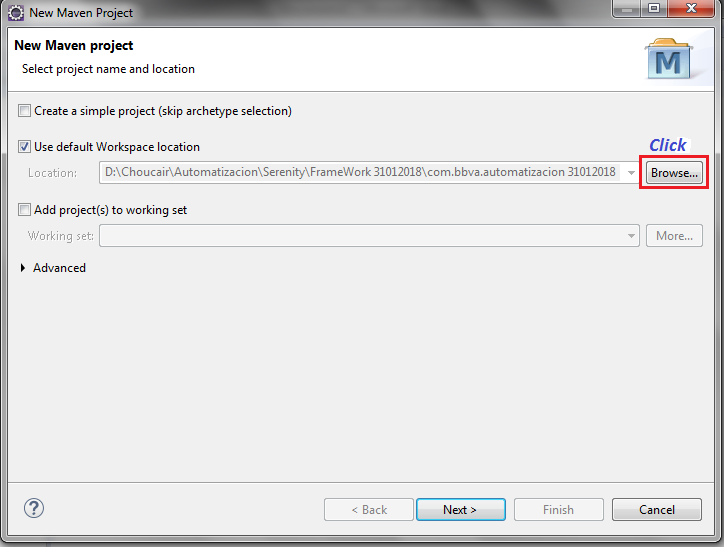 New Maven Project
New Maven project
Select project name and location
M
Create a simple project (skip archetype selection)
Use default Workspace location
Click
Location: D:\Choucair\Automatizacion\Serenity\FrameWork 31012018\com.bbva.automatizacion 31012018 Browse...
Add project(s) to working set
Working set: More...
Advanced
? < Back Next > Finish Cancel